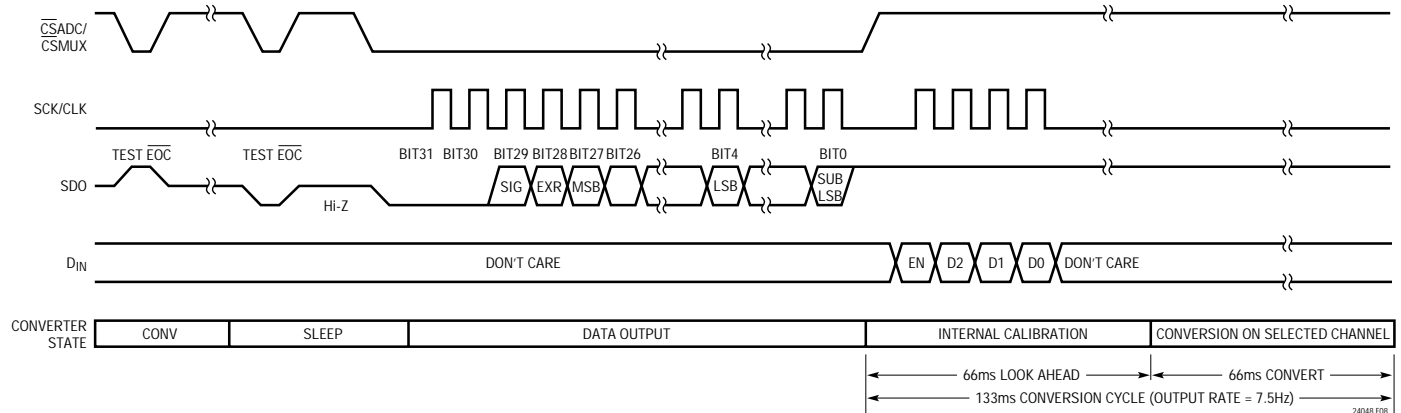 CSADC/
CSMUX
SCK/CLK
TEST EOC TEST EOC BIT31 BIT30 BIT29 BIT28 BIT27 BIT26 BIT4 BIT0
SDO Hi-Z SIG EXR MSB LSB SUB LSB
DIN DON'T CARE EN D2 D1 D0 DON'T CARE
CONVERTER STATE CONV SLEEP DATA OUTPUT INTERNAL CALIBRATION CONVERSION ON SELECTED CHANNEL
66ms LOOK AHEAD 66ms CONVERT
133ms CONVERSION CYCLE (OUTPUT RATE = 7.5Hz)
24048 F08